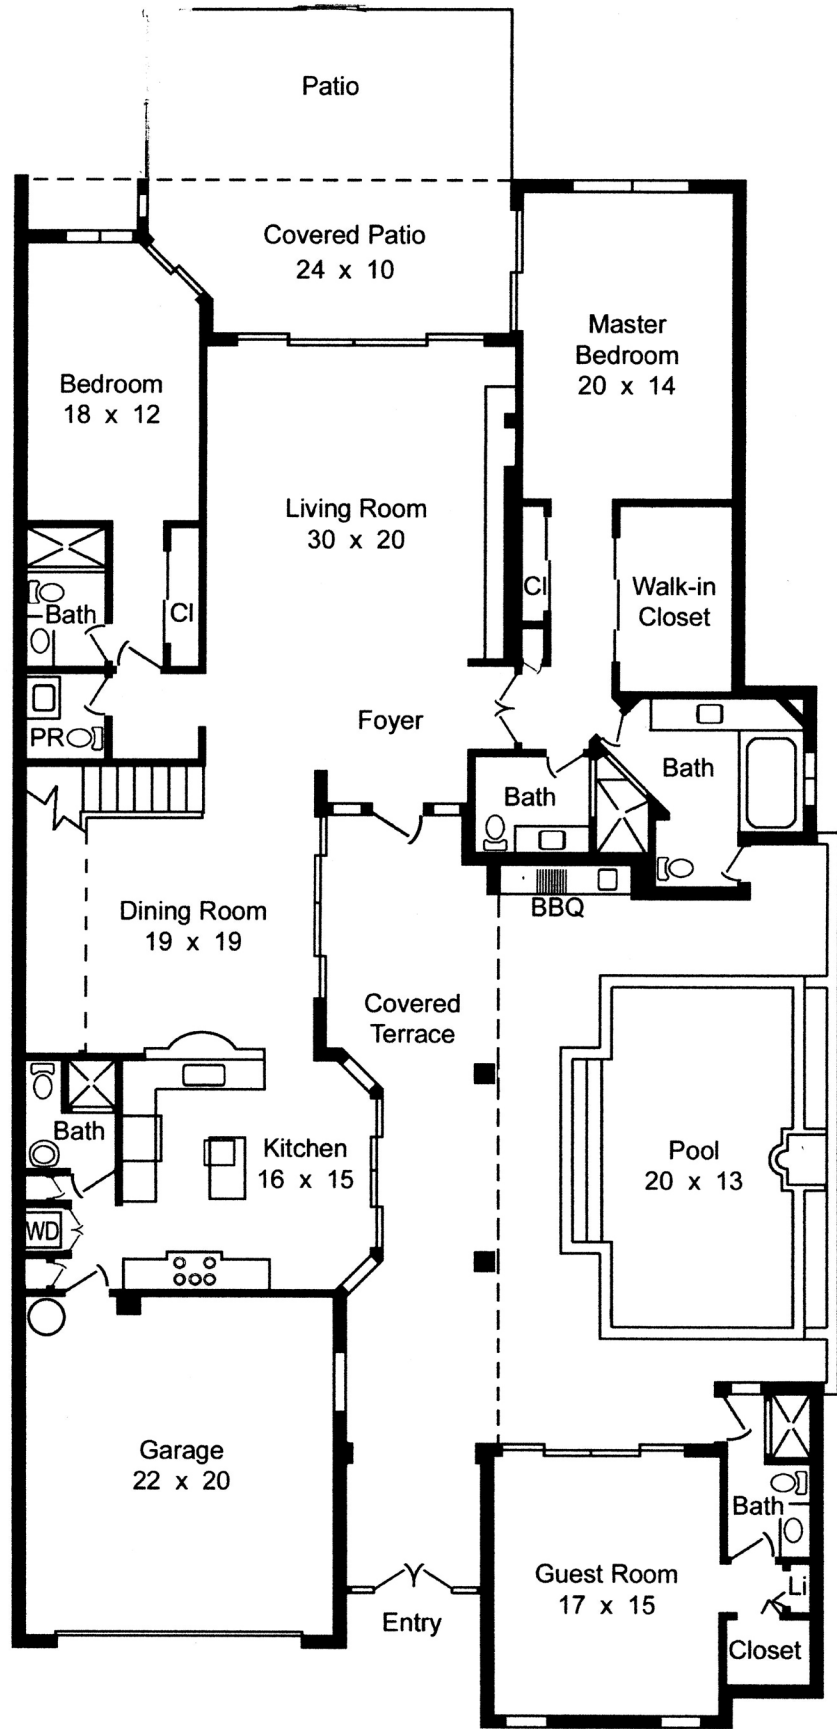 Patio
Covered Patio
24 x 10
Master
Bedroom
20 x 14
Bedroom
18 x 12
Living Room
30 x 20
Bath
Cl
Cl
Walk-in
Closet
PR
Foyer
Bath
Bath
BBQ
Dining Room
19 x 19
Covered
Terrace
Bath
Kitchen
16 x 15
Pool
20 x 13
WD
Garage
22 x 20
Bath
Guest Room
17 x 15
Li
Entry
Closet